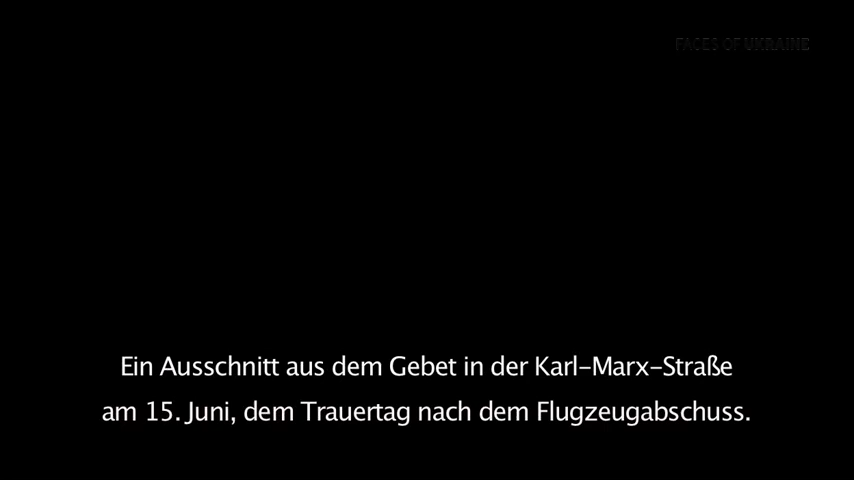 FACES OF UKRAINE
Ein Ausschnitt aus dem Gebet in der Karl-Marx-Straße
am 15. Juni, dem Trauertag nach dem Flugzeugabschuss.